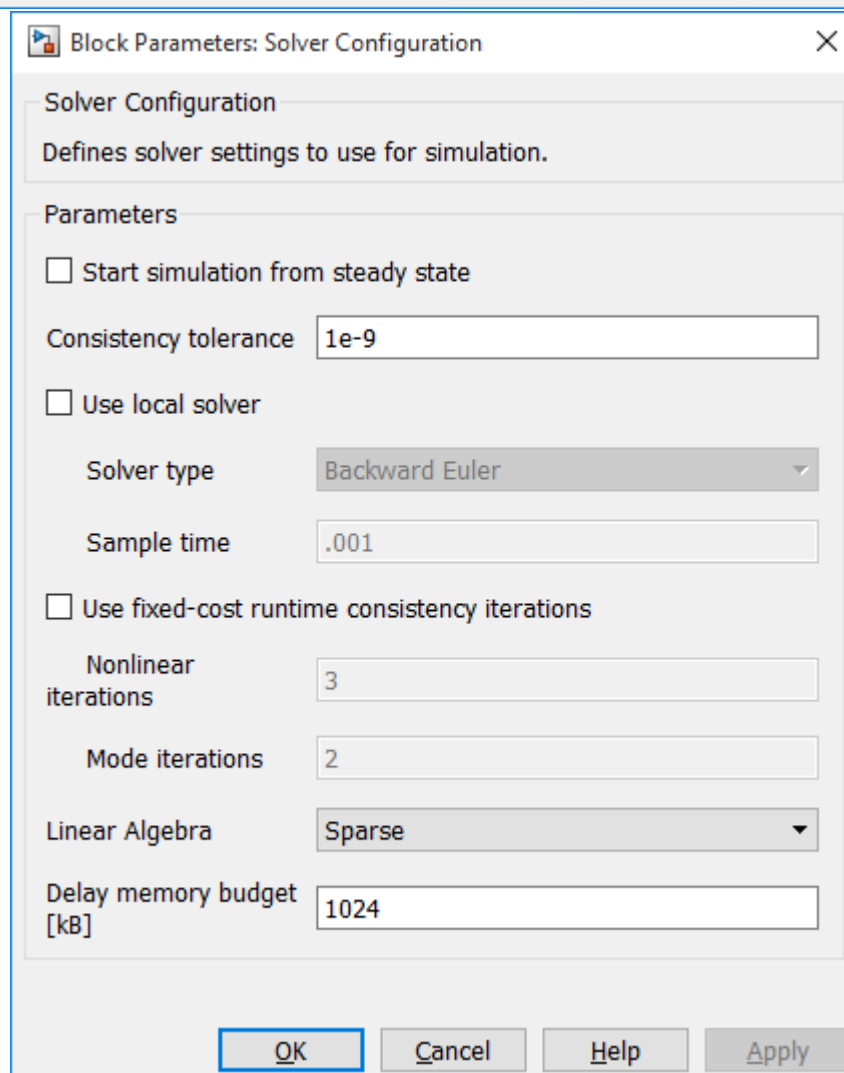 Block Parameters: Solver Configuration
Solver Configuration
Defines solver settings to use for simulation.
Parameters
Start simulation from steady state
Consistency tolerance 1e-9
Use local solver
Solver type Backward Euler
Sample time .001
Use fixed-cost runtime consistency iterations
Nonlinear
iterations 3
Mode iterations 2
Linear Algebra Sparse
Delay memory budget
[kB] 1024
OK Cancel Help Apply